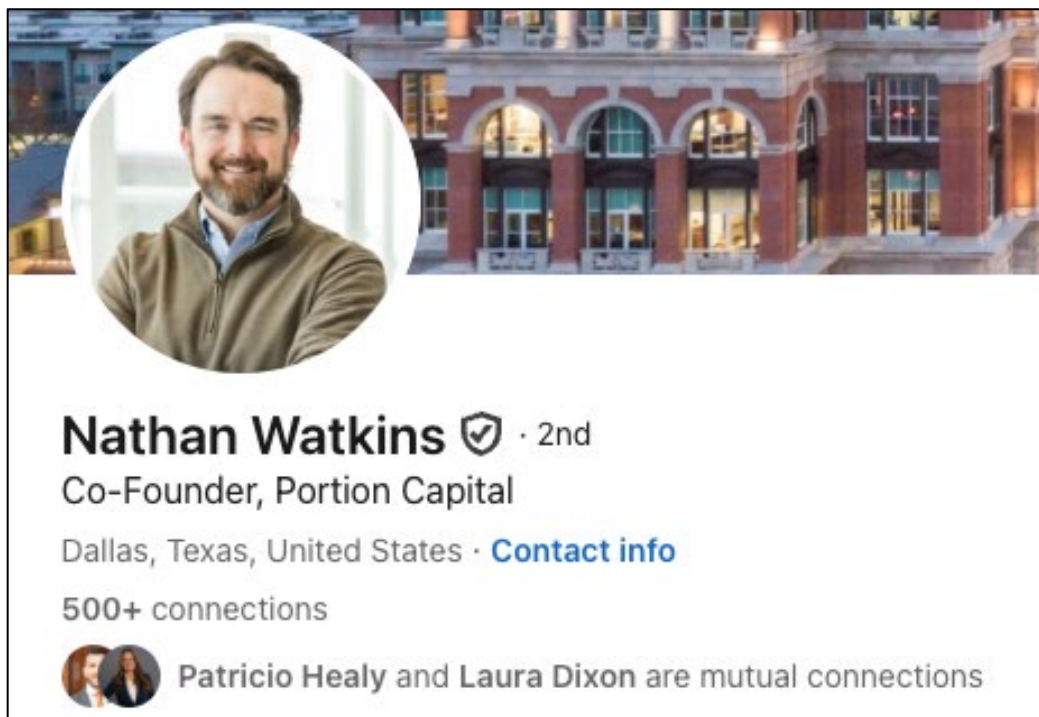 Nathan Watkins · 2nd
Co-Founder, Portion Capital
Dallas, Texas, United States · Contact info
500+ connections
Patricio Healy and Laura Dixon are mutual connections